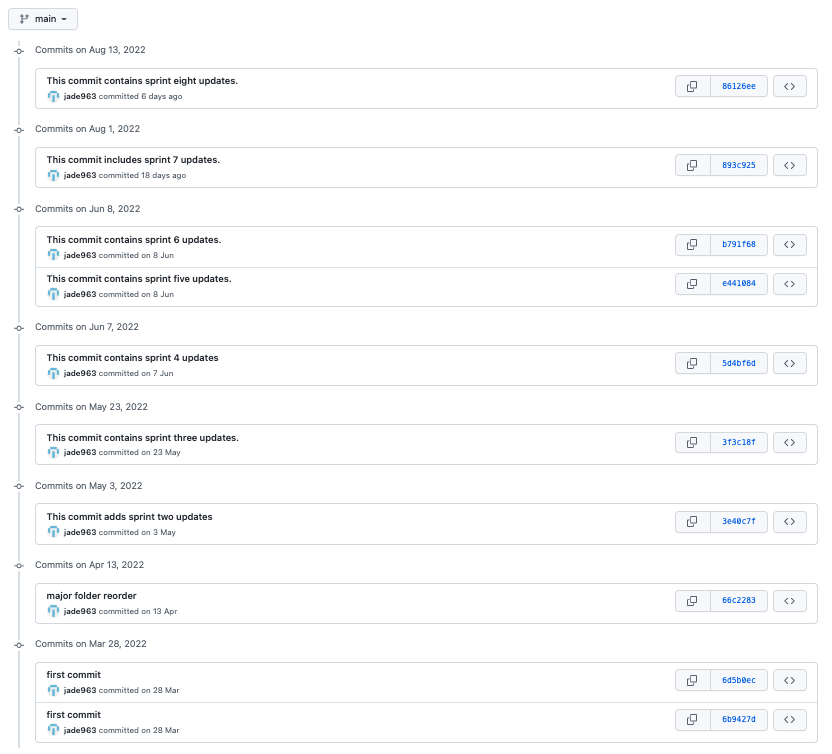 main
Commits on Aug 13, 2022
This commit contains sprint eight updates.
jade963 committed 6 days ago
86126ee
Commits on Aug 1, 2022
This commit includes sprint 7 updates.
jade963 committed 18 days ago
893c925
Commits on Jun 8, 2022
This commit contains sprint 6 updates.
jade963 committed on 8 Jun
b791f68
This commit contains sprint five updates.
jade963 committed on 8 Jun
e441084
Commits on Jun 7, 2022
This commit contains sprint 4 updates
jade963 committed on 7 Jun
5d4bf6d
Commits on May 23, 2022
This commit contains sprint three updates.
jade963 committed on 23 May
3f3c18f
Commits on May 3, 2022
This commit adds sprint two updates
jade963 committed on 3 May
3e40c7f
Commits on Apr 13, 2022
major folder reorder
jade963 committed on 13 Apr
66c2283
Commits on Mar 28, 2022
first commit
jade963 committed on 28 Mar
6d5b0ec
first commit
jade963 committed on 28 Mar
6b9427d